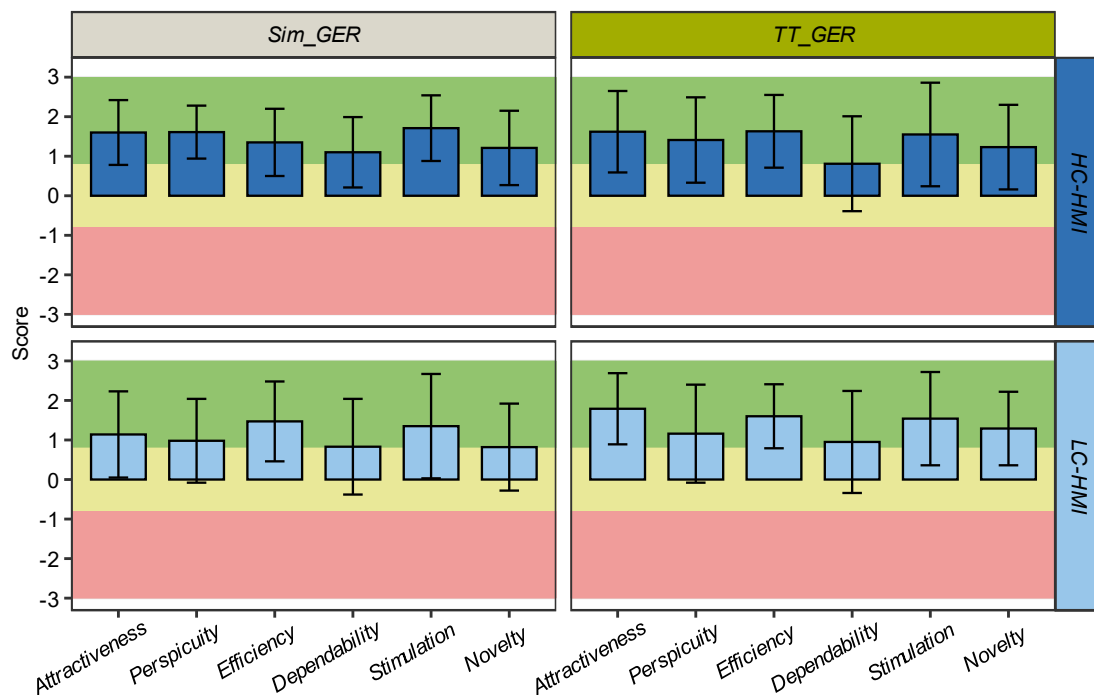 Sim_GER
TT_GER
3
2
1
0
-1
-2
-3
HC-HMI
Score
3
2
1
0
-1
-2
-3
LC-HMI
Attractiveness
Perspicuity
Efficiency
Dependability
Stimulation
Novelty
Attractiveness
Perspicuity
Efficiency
Dependability
Stimulation
Novelty